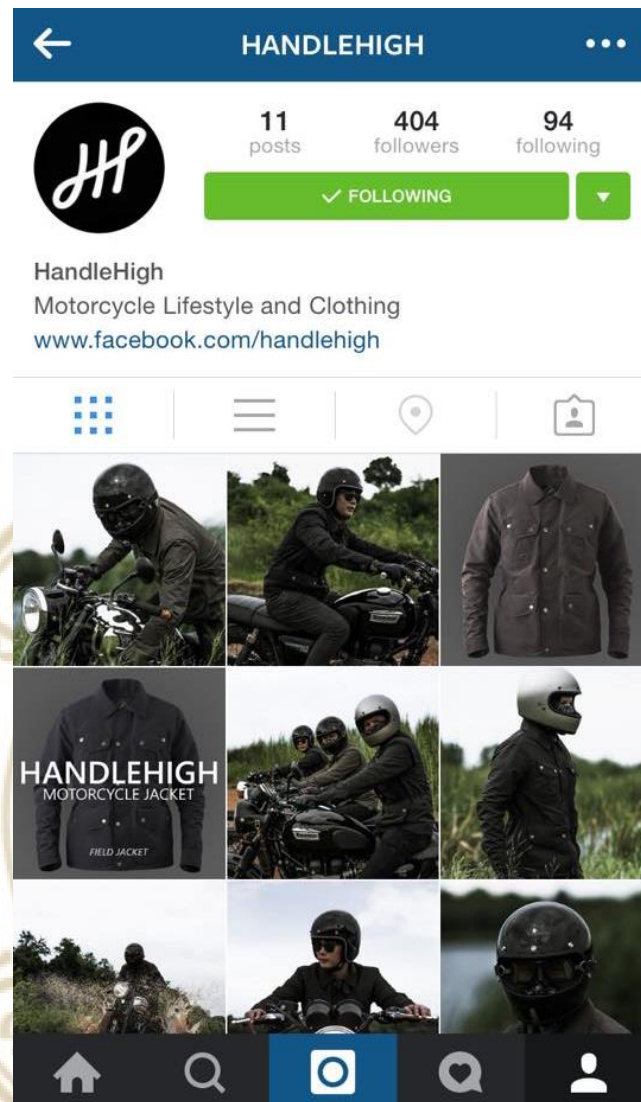 HANDLEHIGH
11
posts
404
followers
94
following
FOLLOWING
HandleHigh
Motorcycle Lifestyle and Clothing
www.facebook.com/handlehigh
HANDLEHIGH
MOTORCYCLE JACKET
FIELD JACKET